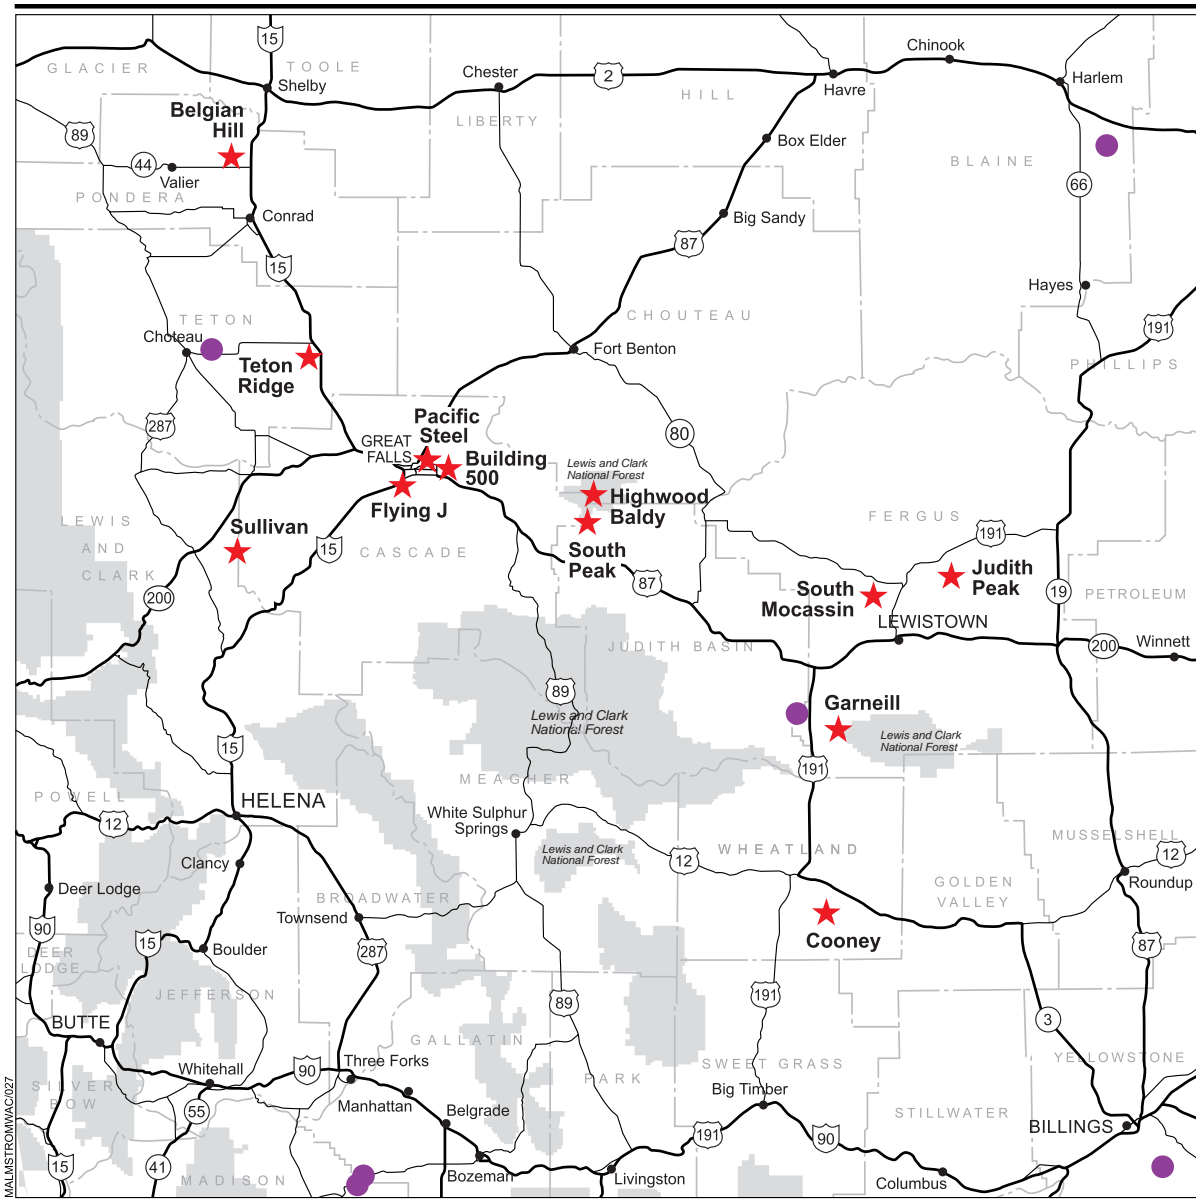 15
GLACIER
TOOLE
Shelby
Chester
2
Chinook
Havre
Harlem
HILL
LIBERTY
Belgian
Hill
89
44
Valier
PONDERA
Box Elder
BLAINE
66
Conrad
Big Sandy
87
15
Hayes
TETON
CHOUTEAU
191
Choteau
Teton
Ridge
Fort Benton
PHILLIPS
287
Pacific
Steel
GREAT
FALLS
Building
500
80
Lewis and Clark
National Forest
Highwood
Baldy
Flying J
Sullivan
LEWIS
AND
CLARK
15
CASCADE
South
Peak
FERGUS
191
Judith
Peak
200
87
South
Mocassin
19
PETROLEUM
LEWISTOWN
JUDITH BASIN
200
Winnett
89
Lewis and Clark
National Forest
Garneill
Lewis and Clark
National Forest
15
191
MEAGHER
POWELL
HELENA
12
White Sulphur
Springs
Lewis and Clark
National Forest
12
WHEATLAND
MUSSELSHELL
12
Clancy
Deer Lodge
BROADWATER
GOLDEN
VALLEY
Roundup
Townsend
90
15
Boulder
287
Cooney
87
DEER
LODGE
JEFFERSON
89
191
3
BUTTE
GALLATIN
Three Forks
SWEET GRASS
YELLOWSTONE
Whitehall
90
PARK
Big Timber
SILVER
BOW
55
Manhattan
Belgrade
STILLWATER
BILLINGS
191
90
15
41
MADISON
Bozeman
Livingston
Columbus
MALMSTROMWAC/027